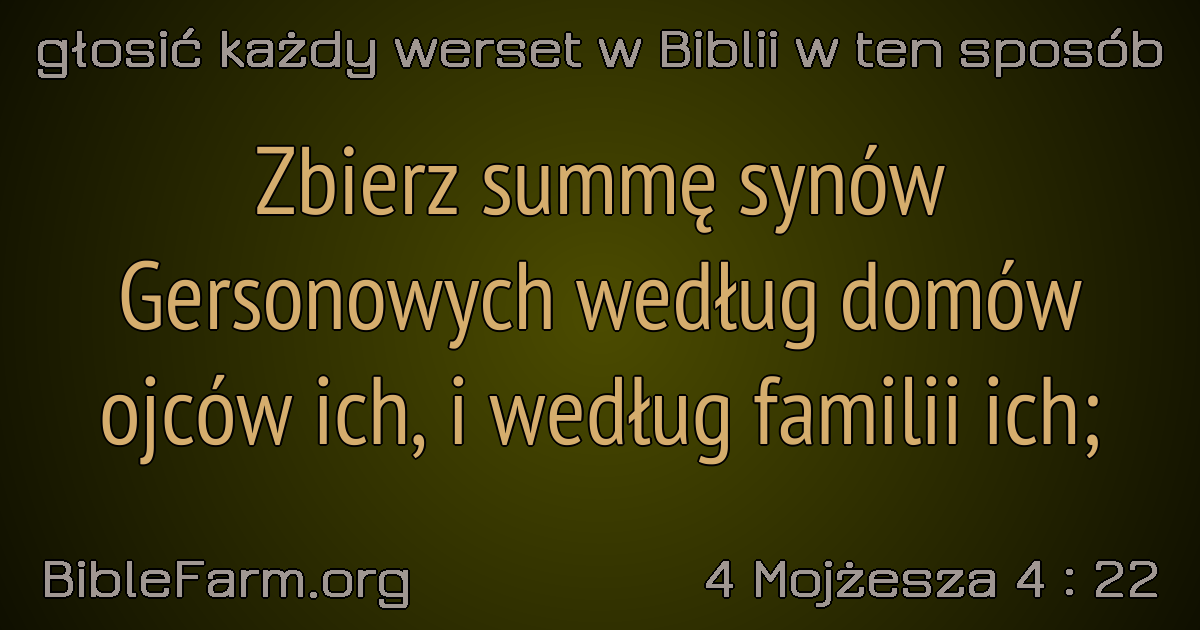 głosić każdy werset w Biblii w ten sposób
Zbierz summę synów
Gersonowych według domów
ojców ich, i według familii ich;
BibleFarm.org
4 Mojżesza 4 : 22